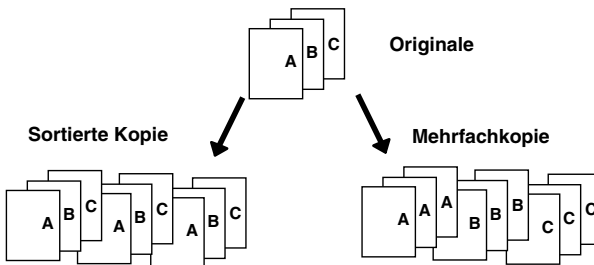 A B C
Originale
Sortierte Kopie
Mehrfachkopie
A B C A B C A B C
A A A B B B C C C